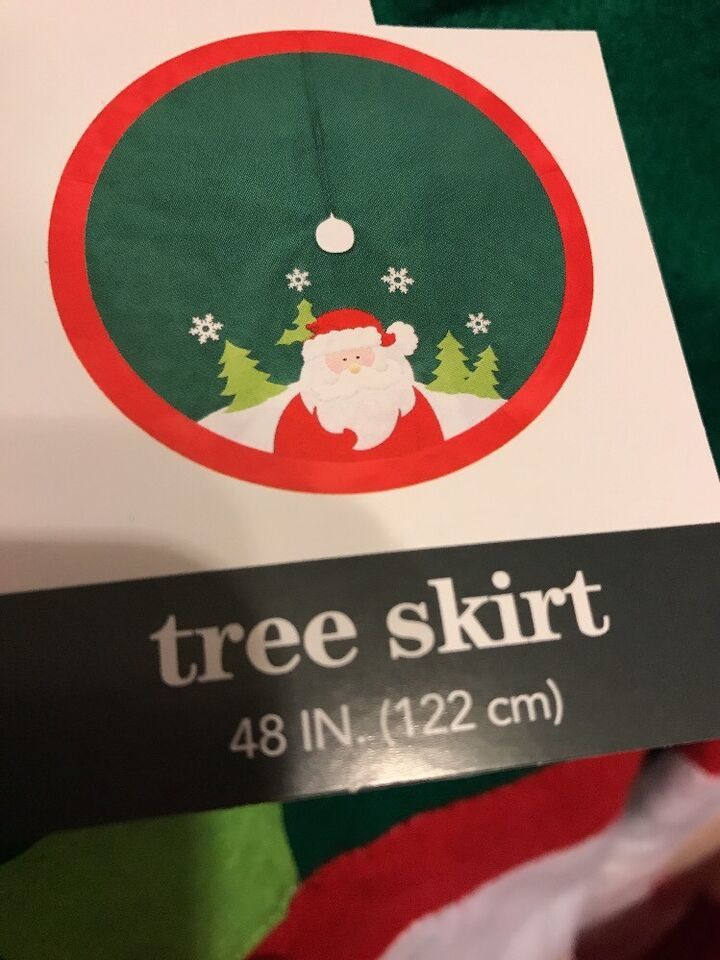 tree skirt
48 IN. (122 cm)